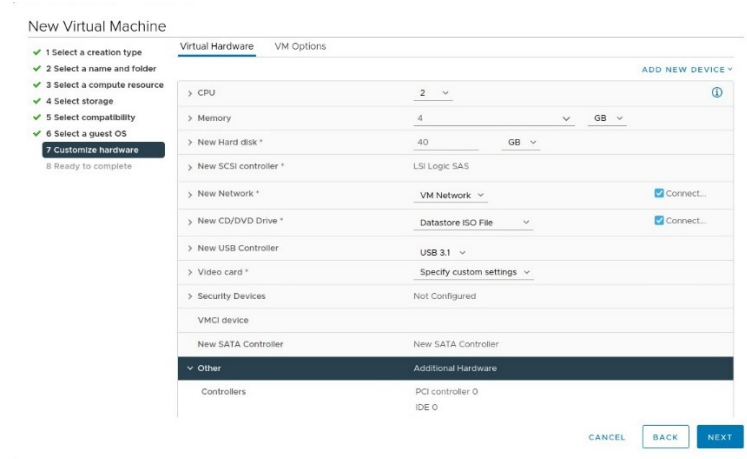 New Virtual Machine
1 Select a creation type
2 Select a name and folder
3 Select a compute resource
4 Select storage
5 Select compatibility
6 Select a guest OS
7 Customize hardware
8 Ready to complete
Virtual Hardware VM Options
ADD NEW DEVICE
CPU 2
Memory 4 GB
New Hard disk * 40 GB
New SCSI controller * LSI Logic SAS
New Network * VM Network Connect...
New CD/DVD Drive * Datastore ISO File Connect...
New USB Controller USB 3.1
Video card * Specify custom settings
Security Devices Not Configured
VMCI device
New SATA Controller New SATA Controller
Other Additional Hardware
Controllers PCI controller 0
IDE 0
CANCEL BACK NEXT